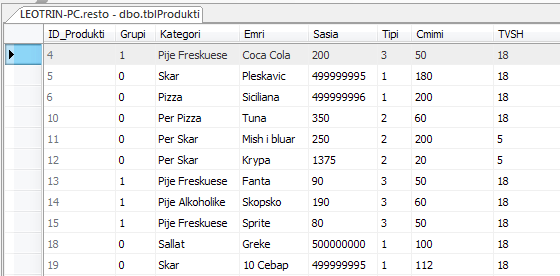 LEOTRIN-PC.resto - dbo.tblProdukti
ID_Produkti Grupi Kategori Emri Sasia Tipi Cmimi TVSH
4 1 Pije Freskuese Coca Cola 200 3 50 18
5 0 Skar Pleskavic 499999995 1 180 18
6 0 Pizza Siciliana 499999996 1 200 18
10 0 Per Pizza Tuna 350 2 60 18
11 0 Per Skar Mish i bluar 250 2 200 5
12 0 Per Skar Krypa 1375 2 20 5
13 1 Pije Freskuese Fanta 90 3 50 18
14 1 Pije Alkoholike Skopsko 190 3 60 18
15 1 Pije Freskuese Sprite 80 3 50 18
18 0 Sallat Greke 500000000 1 100 18
19 0 Skar 10 Cebap 499999995 1 112 18